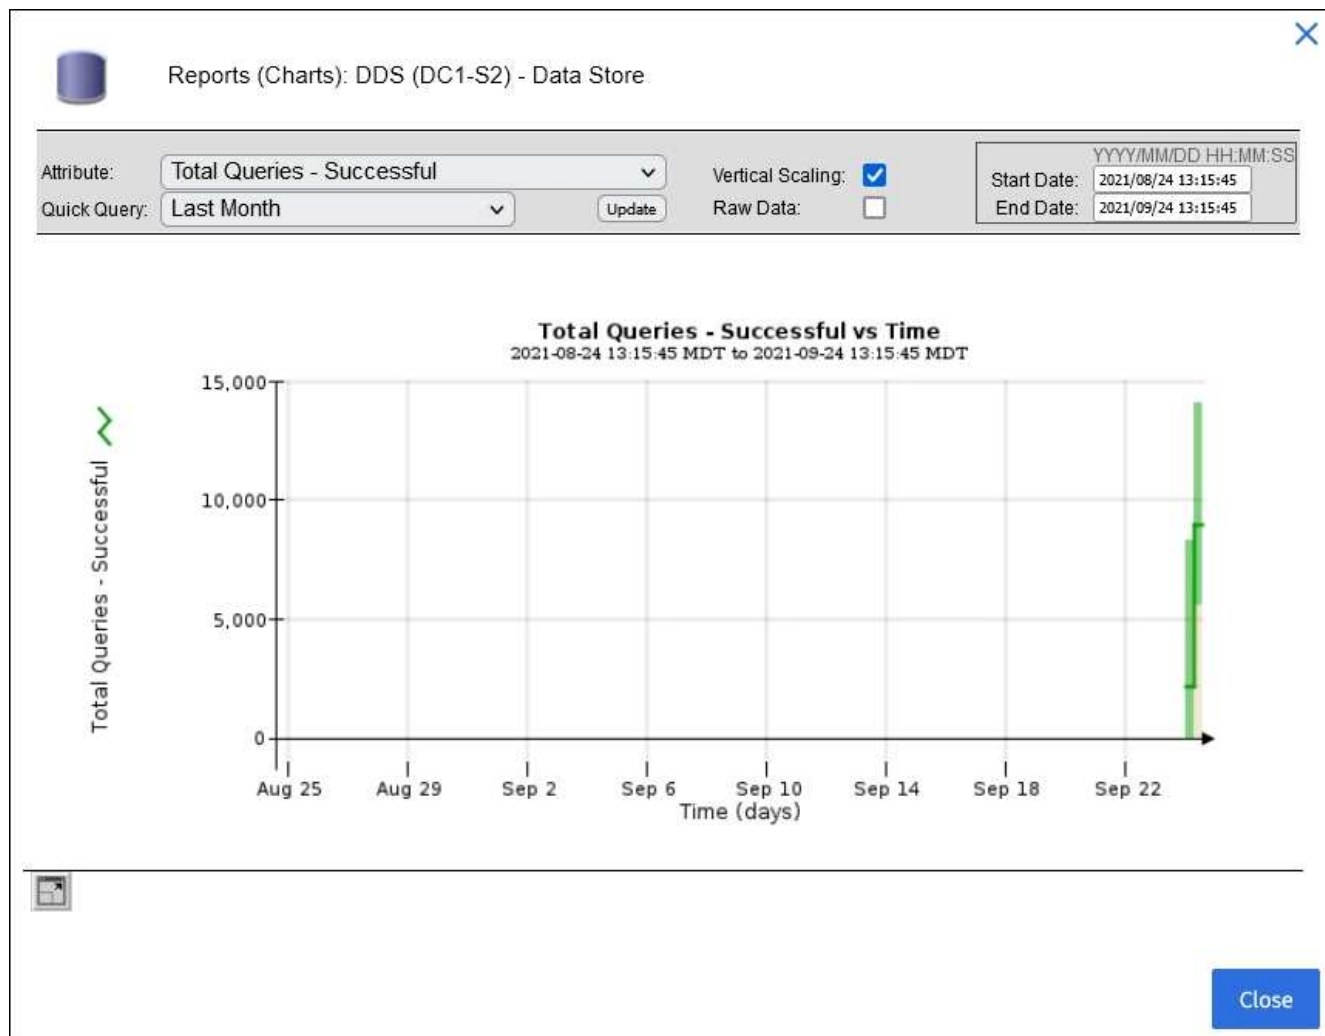 Reports (Charts): DDS (DC1-S2) - Data Store
YYYY/MM/DD HH:MM:SS
Attribute: Total Queries - Successful Vertical Scaling: Start Date: 2021/08/24 13:15:45
Quick Query: Last Month Update Raw Data: End Date: 2021/09/24 13:15:45
Total Queries - Successful vs Time
2021-08-24 13:15:45 MDT to 2021-09-24 13:15:45 MDT
Total Queries - Successful
15,000
10,000
5,000
0
Aug 25 Aug 29 Sep 2 Sep 6 Sep 10 Sep 14 Sep 18 Sep 22
Time (days)
Close